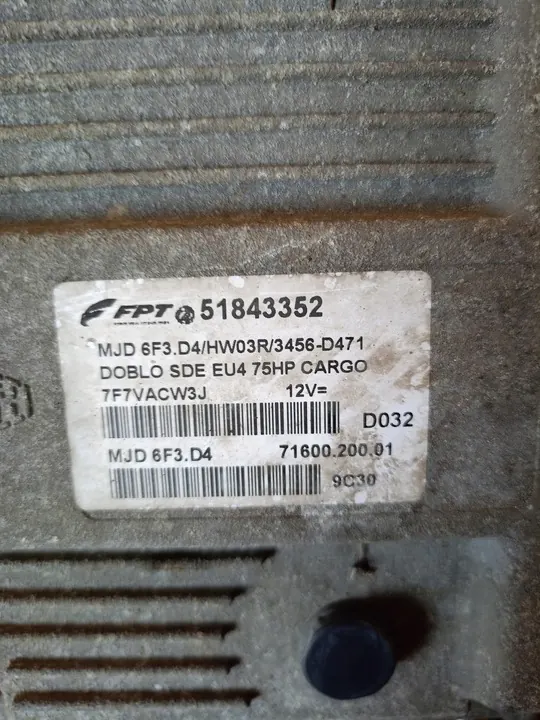 FPT 51843352
MJD 6F3.D4/HW03R/3456-D471
DOBLO SDE EU4 75HP CARGO
7F7VACW3J 12V=
D032
MJD 6F3.D4 71600.200.01
9C30